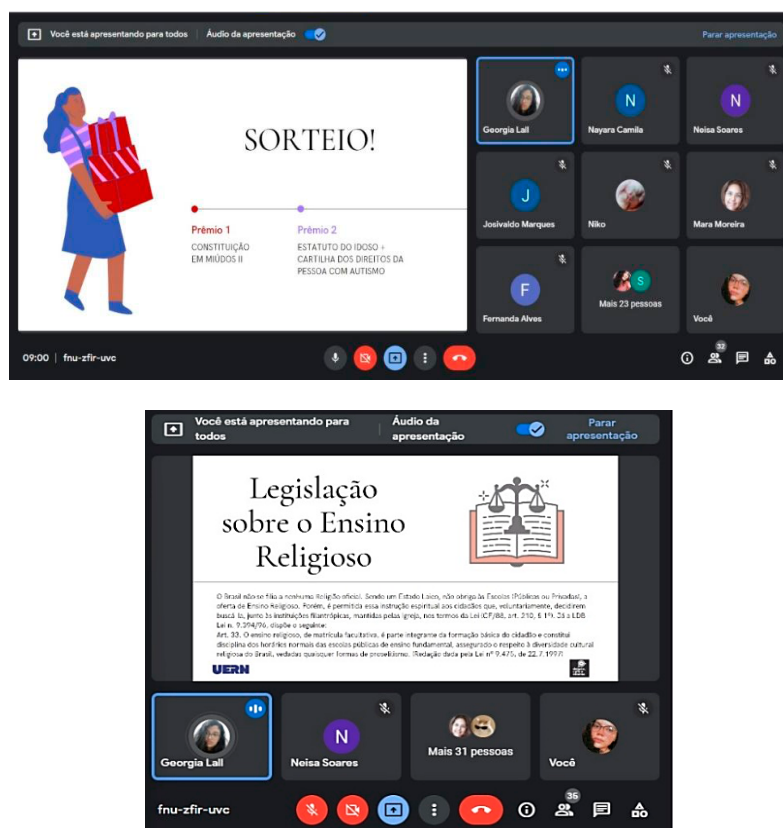 Você está apresentando para todos Áudio da apresentação Parar apresentação
SORTEIO!
Prêmio 1 Prêmio 2
CONSTITUIÇÃO ESTATUTO DO IDOSO +
EM MIÚDOS II CARTILHA DOS DIREITOS DA
PESSOA COM AUTISMO
N N
Georgia Lall Nayara Camila Neisa Soares
J
Josivaldo Marques Niko Mara Moreira
F S
Mais 23 pessoas
Fernanda Alves Você
09:00 | fnu-zfir-uvc 32
Você está apresentando para Áudio da Parar
todos apresentação apresentação
Legislação
sobre o Ensino
Religioso
O Brasil não se filia a nenhuma Religião oficial. Sendo um Estado Laico, não obriga às Escolas (Públicas ou Privadas), a
oferta de Ensino Religioso. Porém, é permitida essa instrução espiritual aos cidadãos que, voluntariamente, decidirem
buscá-la, junto às instituições filantrópicas, mantidas pelas igreja, nos termos da Lei (CF/88, art. 210, § 1º). Já a LDB
Lei n. 9.394/96, dispõe o seguinte:
Art. 33. O ensino religioso, de matrícula facultativa, é parte integrante da formação básica do cidadão e constitui
disciplina dos horários normais das escolas públicas de ensino fundamental, assegurado o respeito à diversidade cultural
religiosa do Brasil, vedadas quaisquer formas de proselitismo. (Redação dada pela Lei nº 9.475, de 22.7.1997)
UERN
N
Mais 31 pessoas
Georgia Lall Neisa Soares Você
fnu-zfir-uvc 35